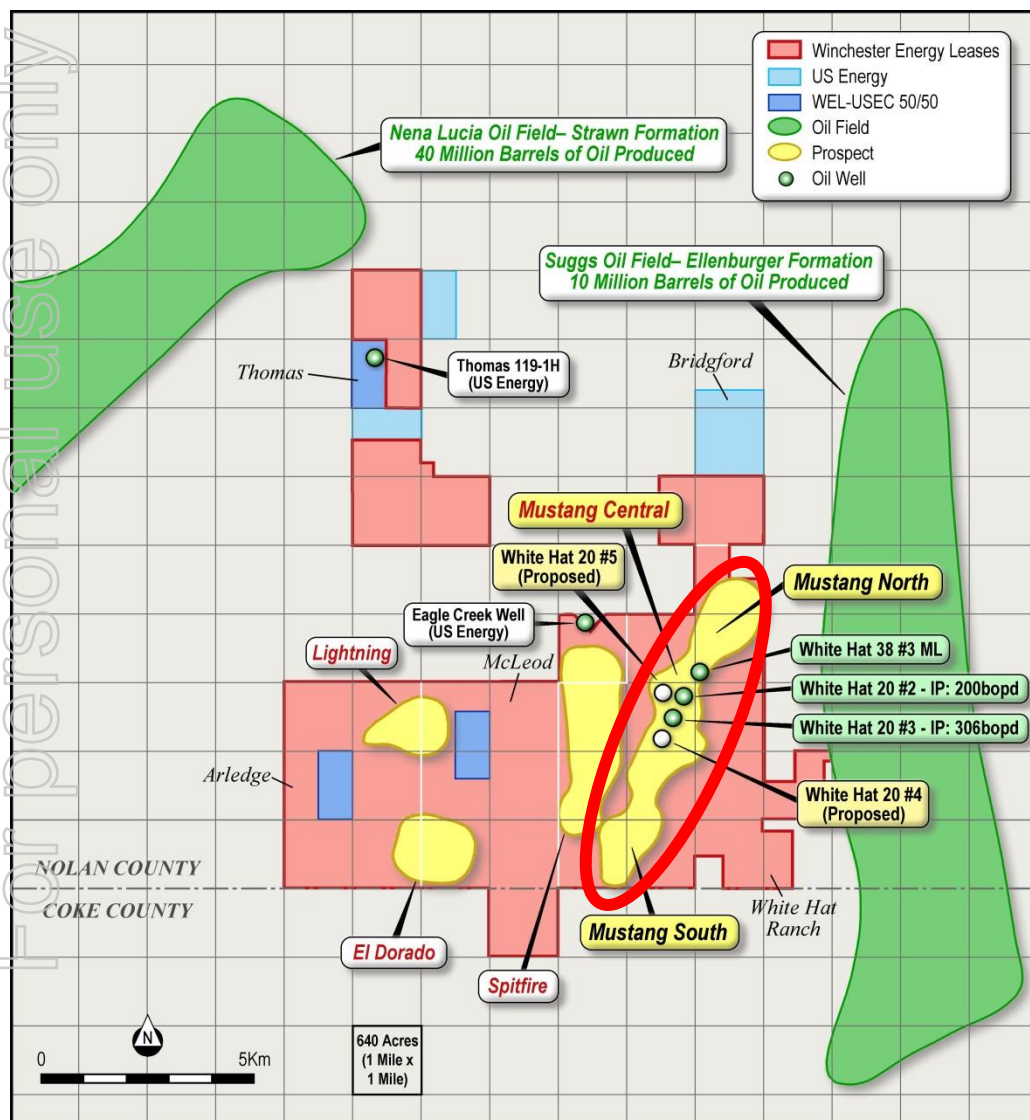 For personal use only
Winchester Energy Leases
US Energy
WEL-USEC 50/50
Oil Field
Prospect
Oil Well
Nena Lucia Oil Field– Strawn Formation
40 Million Barrels of Oil Produced
Suggs Oil Field– Ellenburger Formation
10 Million Barrels of Oil Produced
Thomas
Thomas 119-1H
(US Energy)
Bridgford
Mustang Central
White Hat 20 #5
(Proposed)
Mustang North
Eagle Creek Well
(US Energy)
Lightning
McLeod
White Hat 38 #3 ML
White Hat 20 #2 - IP: 200bopd
White Hat 20 #3 - IP: 306bopd
Arledge
White Hat 20 #4
(Proposed)
NOLAN COUNTY
COKE COUNTY
White Hat
Ranch
Mustang South
El Dorado
Spitfire
N
0
5Km
640 Acres
(1 Mile x
1 Mile)